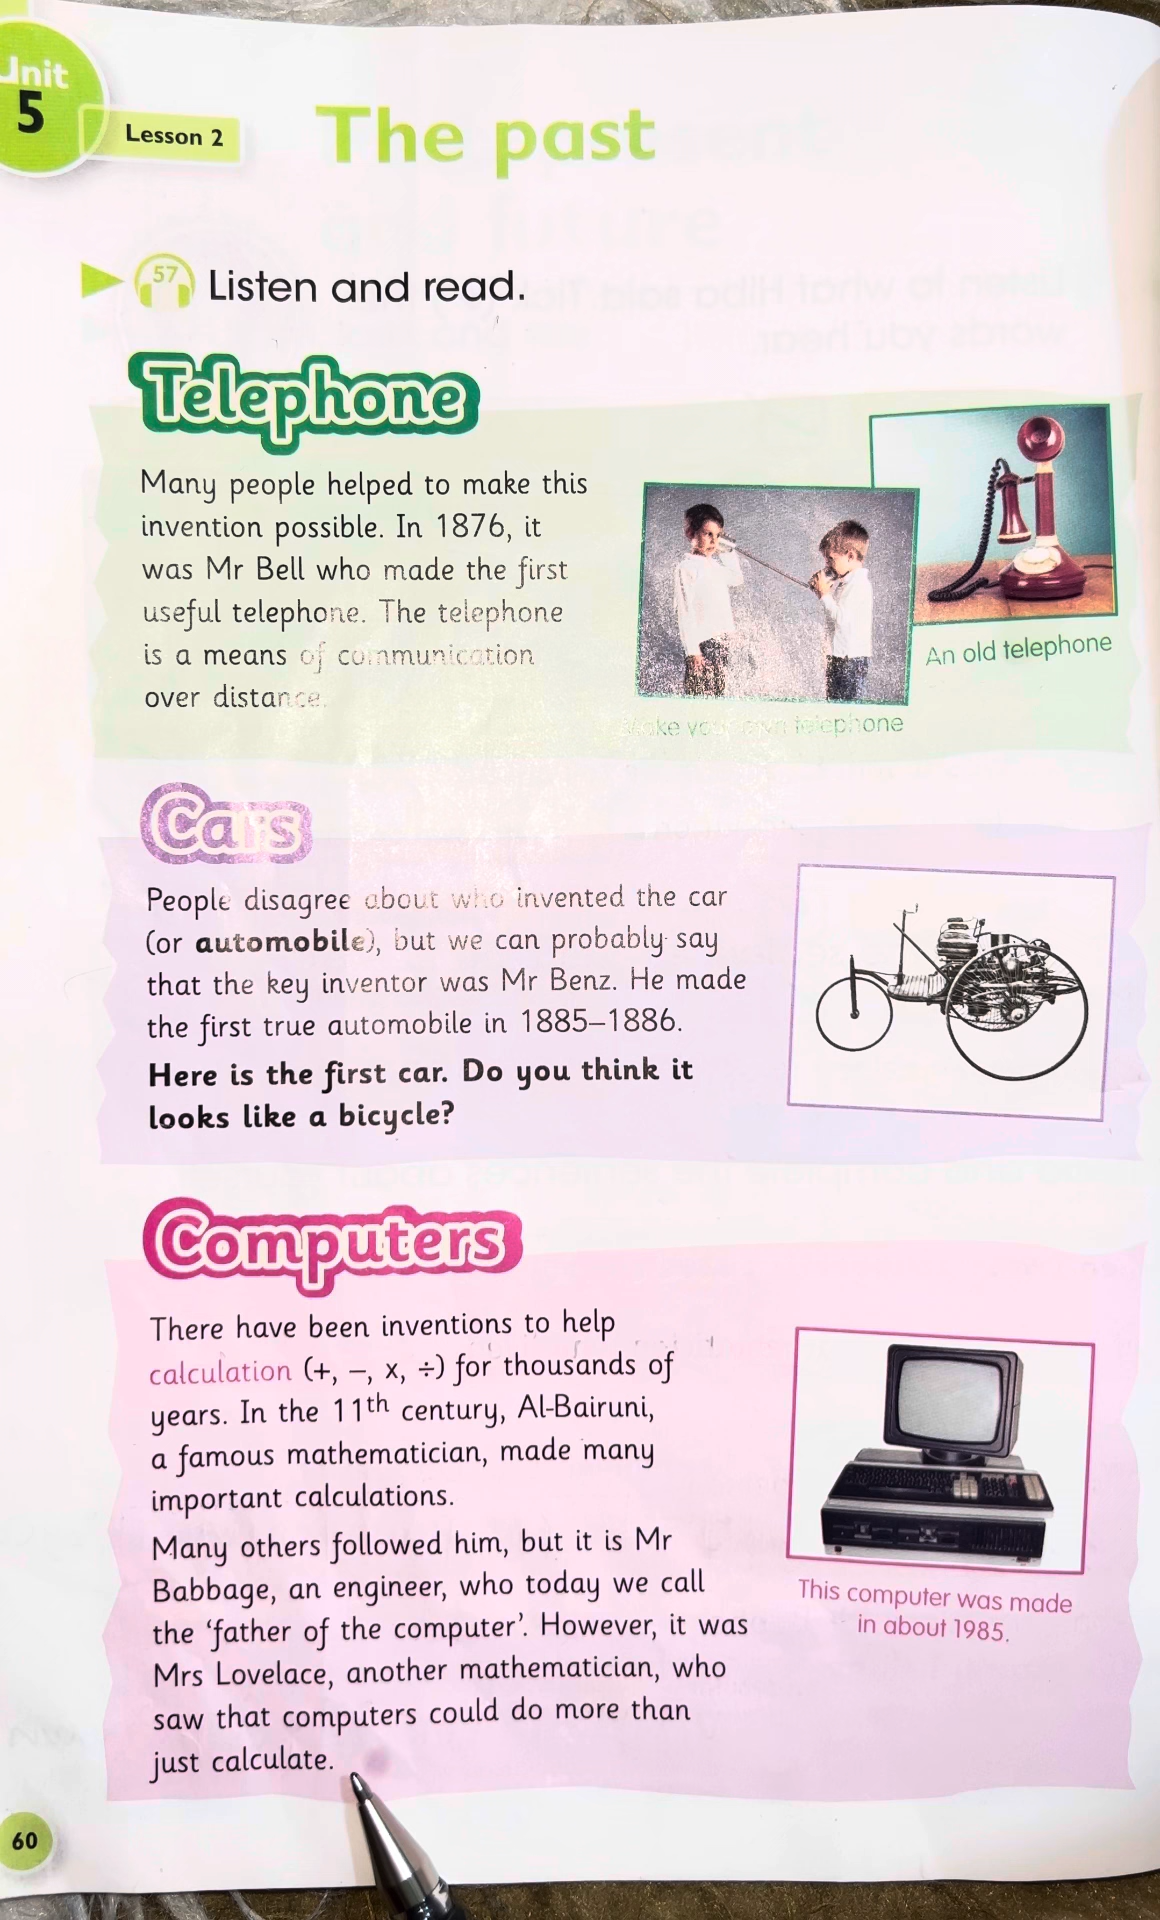 Unit
5
Lesson 2
The past
57
Listen and read.
Telephone
Many people helped to make this
invention possible. In 1876, it
was Mr Bell who made the first
useful telephone. The telephone
is a means of communication
over distance.
An old telephone
Make your own telephone
Cars
People disagree about who invented the car
(or automobile), but we can probably say
that the key inventor was Mr Benz. He made
the first true automobile in 1885–1886.
Here is the first car. Do you think it
looks like a bicycle?
Computers
There have been inventions to help
calculation (+, –, x, ÷) for thousands of
years. In the 11th century, Al-Bairuni,
a famous mathematician, made many
important calculations.
Many others followed him, but it is Mr
Babbage, an engineer, who today we call
the ‘father of the computer’. However, it was
Mrs Lovelace, another mathematician, who
saw that computers could do more than
just calculate.
This computer was made
in about 1985.
60